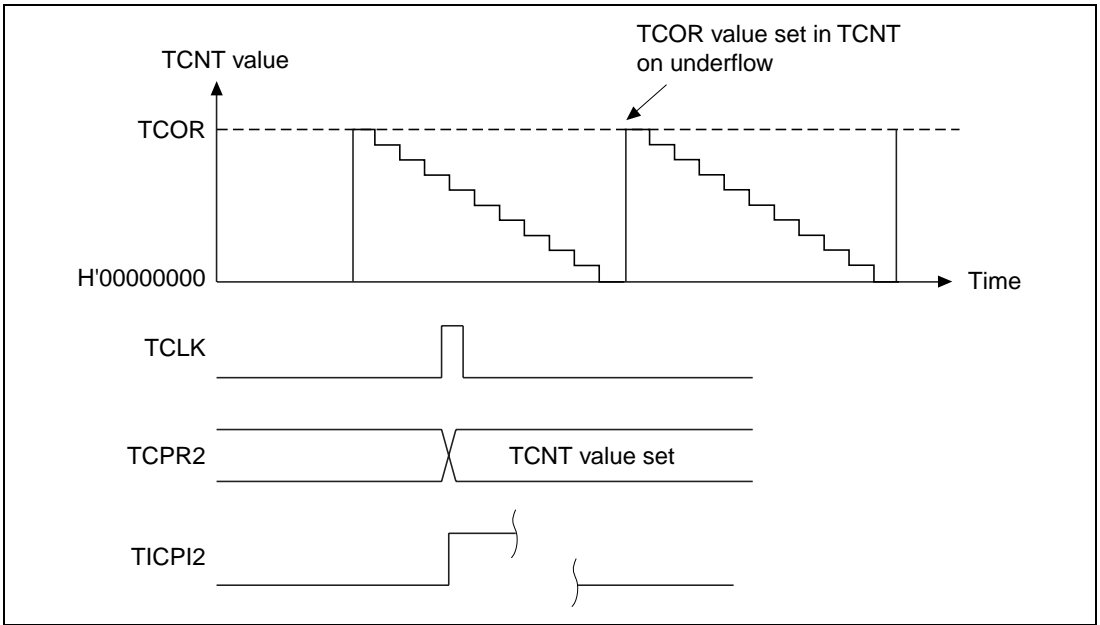 TCOR value set in TCNT
on underflow
TCNT value
TCOR
H'00000000
Time
TCLK
TCPR2
TCNT value set
TICPI2